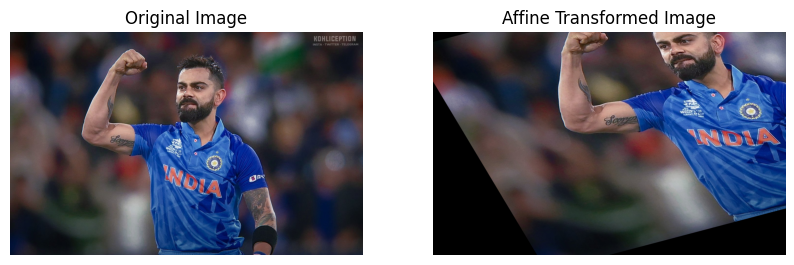 Original Image
Affine Transformed Image
KOHLICEPTION
INDIA
INDIA